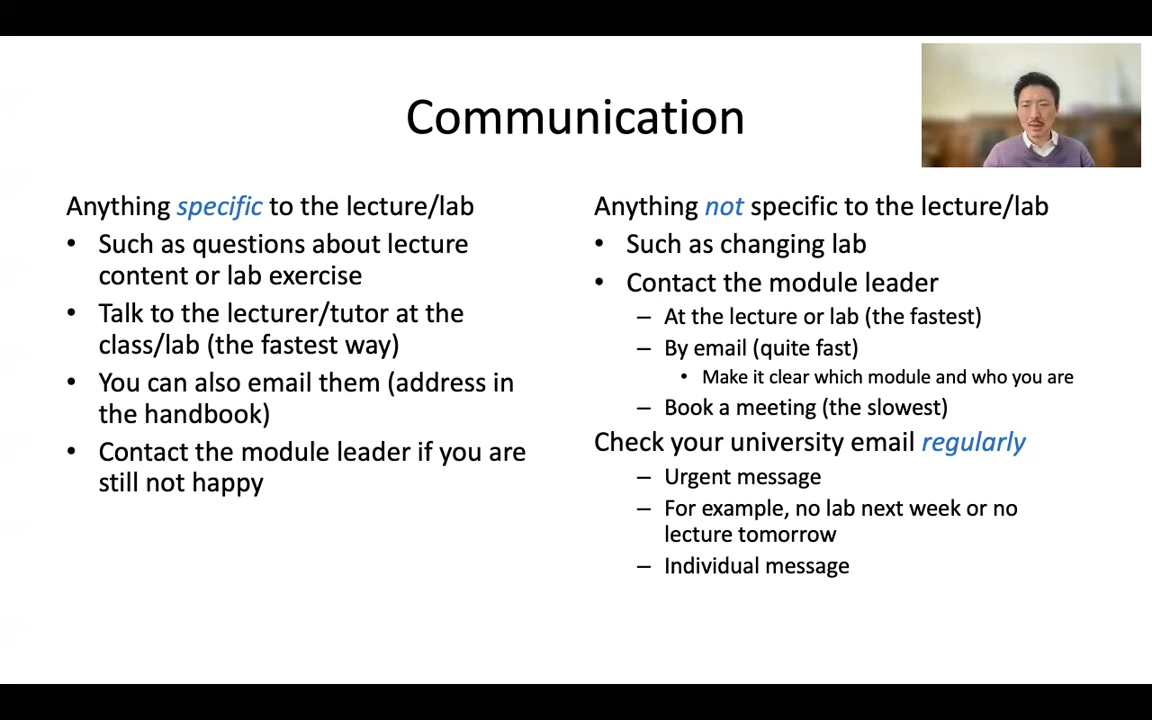 Communication
Anything specific to the lecture/lab
• Such as questions about lecture
content or lab exercise
• Talk to the lecturer/tutor at the
class/lab (the fastest way)
• You can also email them (address in
the handbook)
• Contact the module leader if you are
still not happy
Anything not specific to the lecture/lab
• Such as changing lab
• Contact the module leader
– At the lecture or lab (the fastest)
– By email (quite fast)
• Make it clear which module and who you are
– Book a meeting (the slowest)
Check your university email regularly
– Urgent message
– For example, no lab next week or no
lecture tomorrow
– Individual message